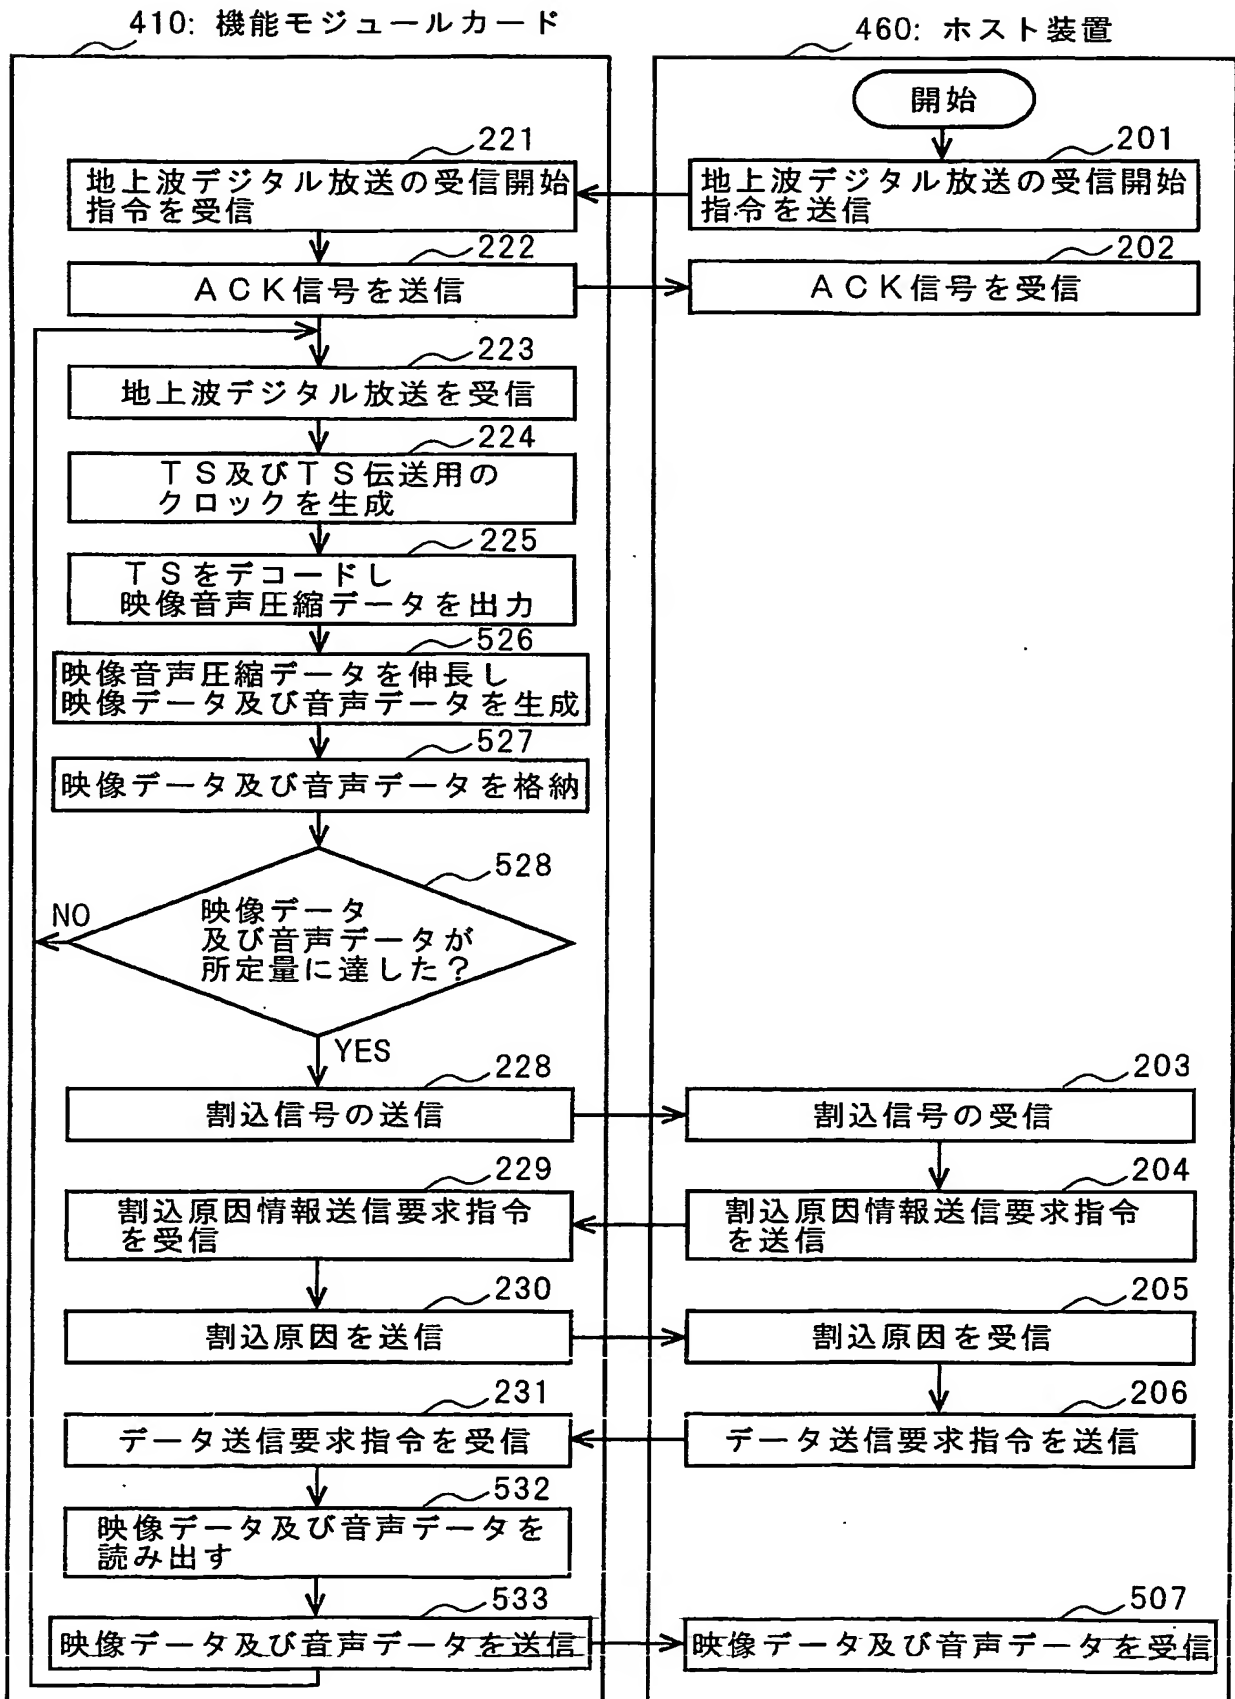 410: 機能モジュールカード
460: ホスト装置
開始
221
地上波デジタル放送の受信開始
指令を受信
201
地上波デジタル放送の受信開始
指令を送信
222
ACK信号を送信
202
ACK信号を受信
223
地上波デジタル放送を受信
224
TS及びTS伝送用の
クロックを生成
225
TSをデコードし
映像音声圧縮データを出力
526
映像音声圧縮データを伸長し
映像データ及び音声データを生成
527
映像データ及び音声データを格納
528
映像データ
及び音声データが
所定量に達した?
NO
YES
228
割込信号の送信
203
割込信号の受信
229
割込原因情報送信要求指令
を受信
204
割込原因情報送信要求指令
を送信
230
割込原因を送信
205
割込原因を受信
231
データ送信要求指令を受信
206
データ送信要求指令を送信
532
映像データ及び音声データを
読み出す
533
映像データ及び音声データを送信
507
映像データ及び音声データを受信